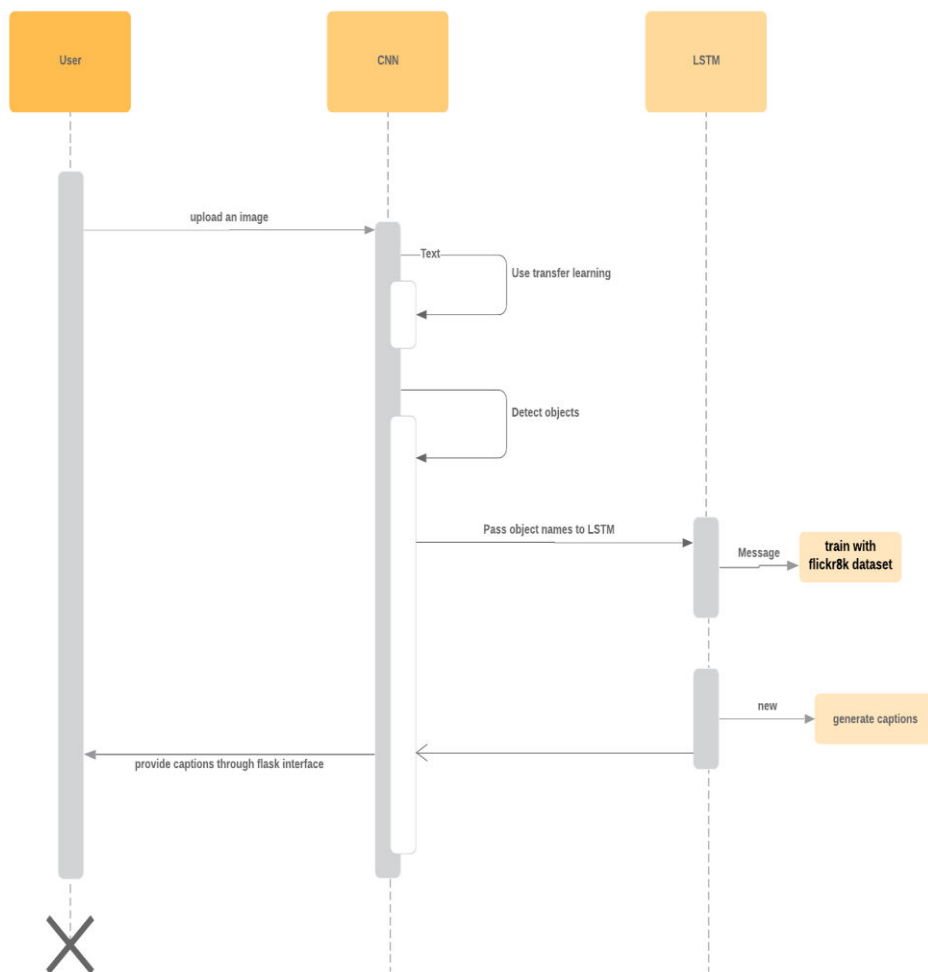 User
CNN
LSTM
upload an image
Text
Use transfer learning
Detect objects
Pass object names to LSTM
Message
train with
flickr8k dataset
new
generate captions
provide captions through flask interface